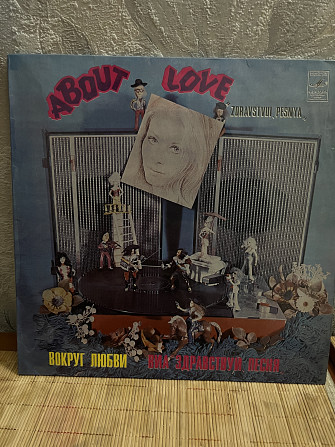 ABOUT LOVE
ZDRAVSTVUI, PESNYA
ВОКРУГ ЛЮБВИ
ВИА ЗДРАВСТВУЙ ПЕСНЯ